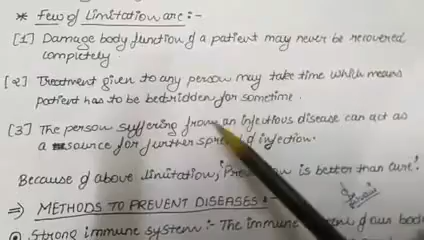 * Few of Limitation are :-
[1] Damage body function of a patient may never be recovered
completely.
[2] Treatment given to any person may take time which means
patient has to be bedridden for sometime.
[3] The person suffering from an infectious disease can act as
a source for further spread of infection.
Because of above limitation, "Prevention is better than cure".
⇒ METHODS TO PREVENT DISEASES :-
Strong immune system :- The immune of our body